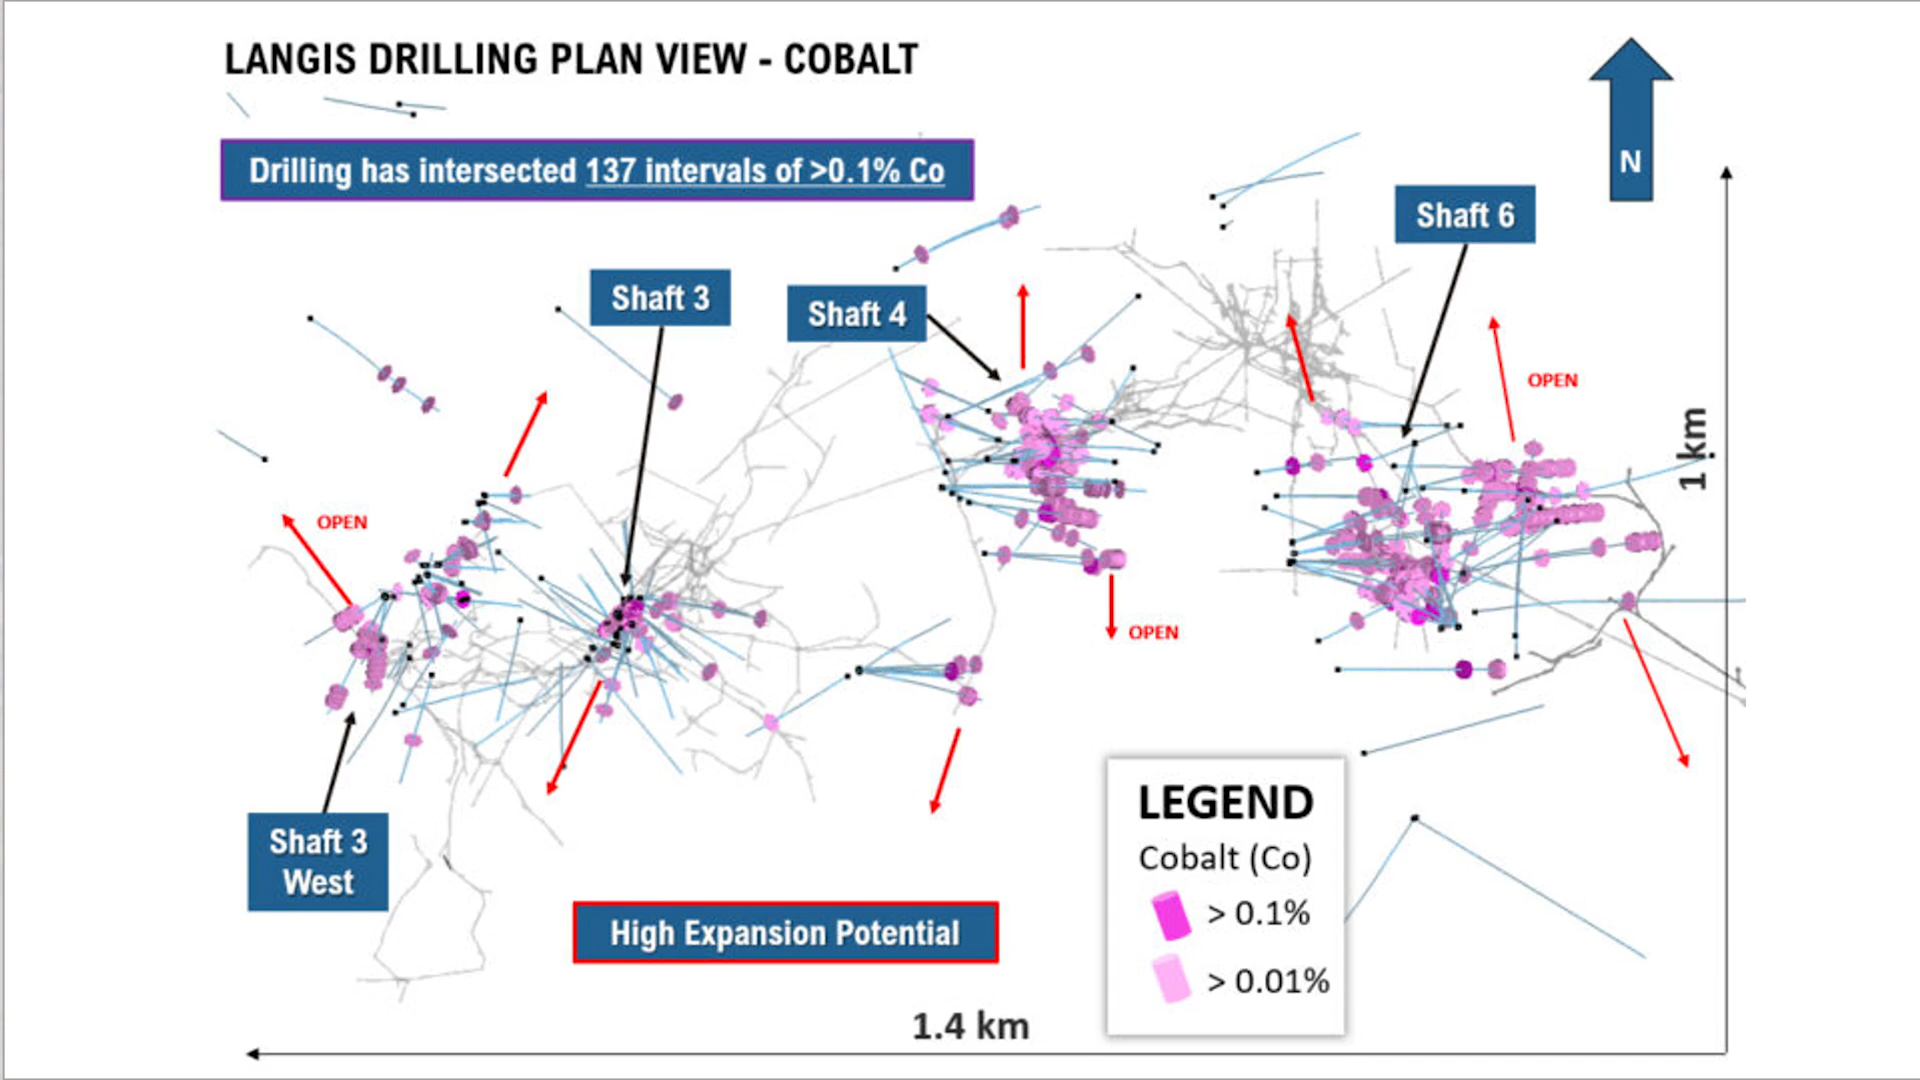 LANGIS DRILLING PLAN VIEW - COBALT
Drilling has intersected 137 intervals of >0.1% Co
N
Shaft 6
Shaft 3
Shaft 4
OPEN
1 km
OPEN
OPEN
Shaft 3
West
High Expansion Potential
LEGEND
Cobalt (Co)
> 0.1%
> 0.01%
1.4 km